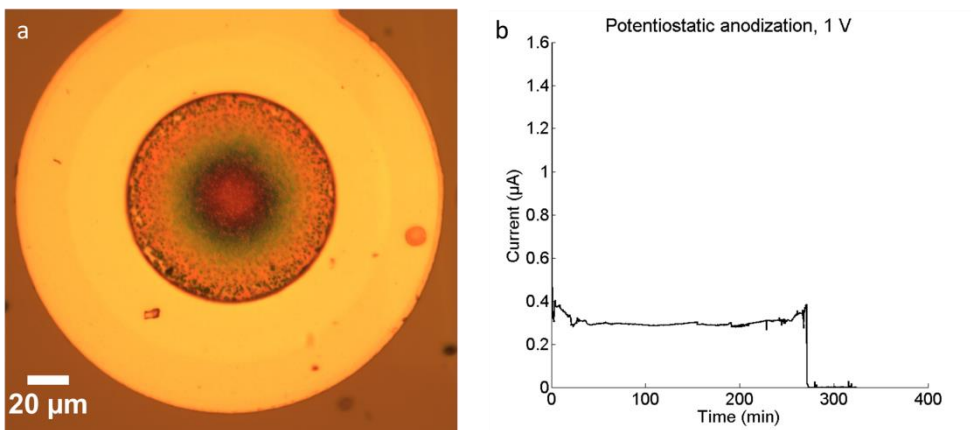 a
20 µm
b
Potentiostatic anodization, 1 V
Current (µA)
1.6
1.4
1.2
1
0.8
0.6
0.4
0.2
0
0 100 200 300 400
Time (min)